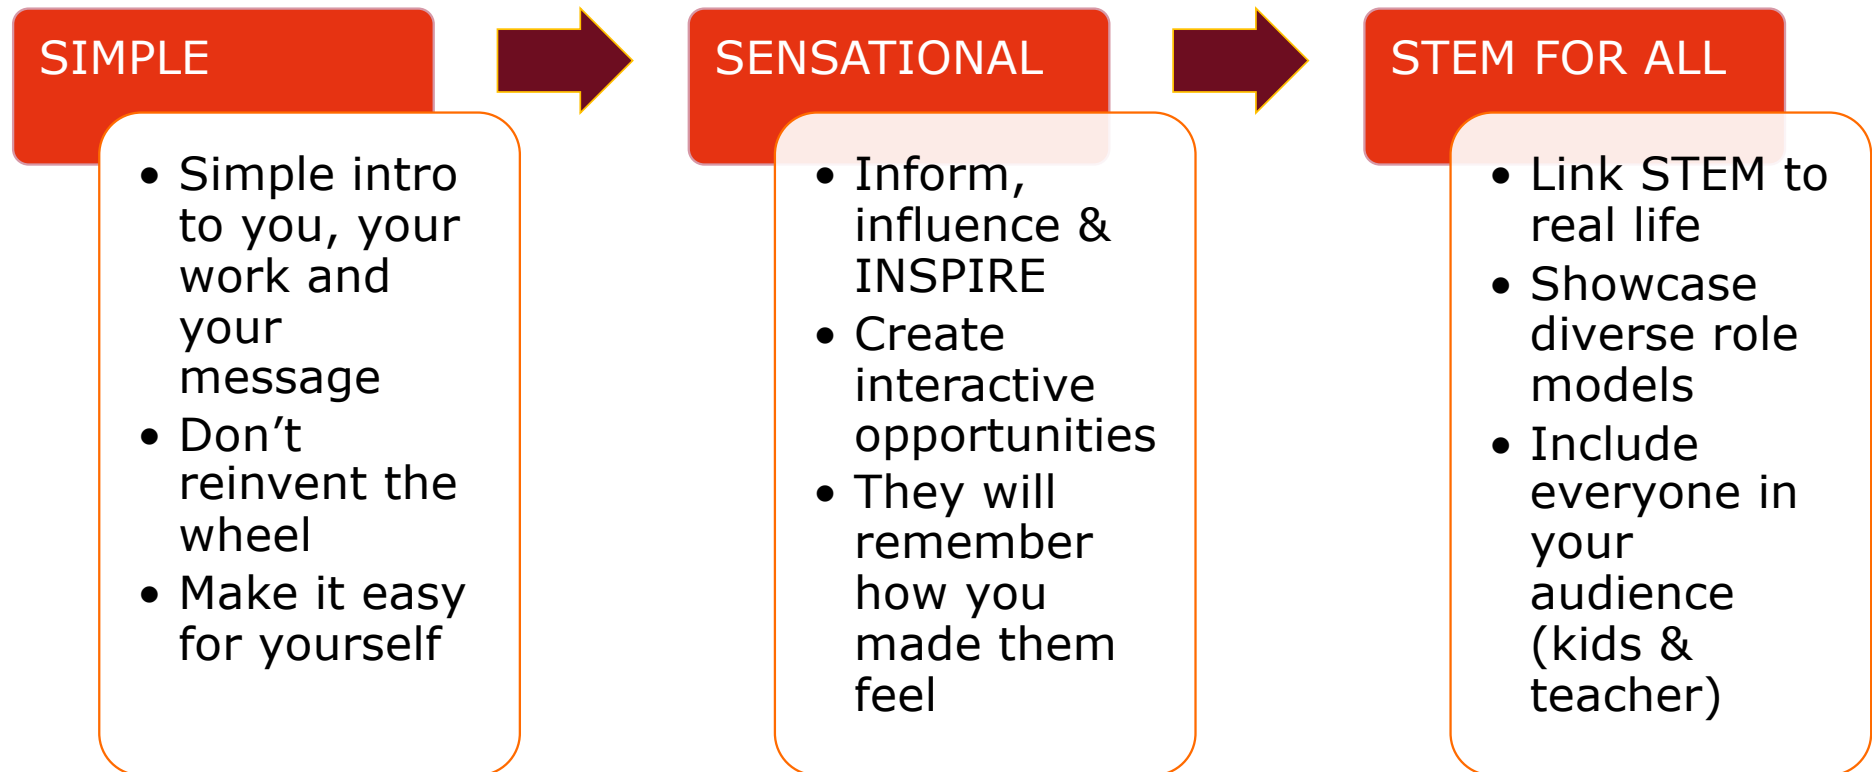 SIMPLE
• Simple intro
to you, your
work and
your
message
• Don’t
reinvent the
wheel
• Make it easy
for yourself
SENSATIONAL
• Inform,
influence &
INSPIRE
• Create
interactive
opportunities
• They will
remember
how you
made them
feel
STEM FOR ALL
• Link STEM to
real life
• Showcase
diverse role
models
• Include
everyone in
your
audience
(kids &
teacher)